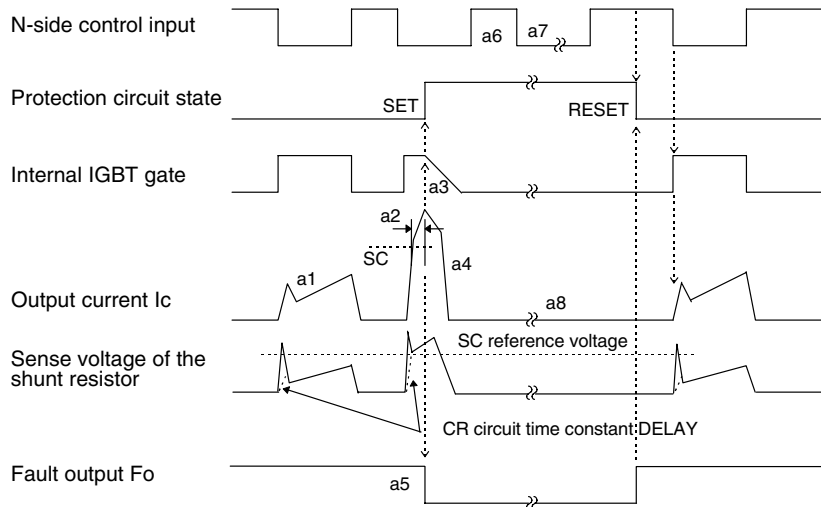 N-side control input
a6
a7
Protection circuit state
SET
RESET
Internal IGBT gate
a3
a2
SC
a4
a1
Output current Ic
a8
SC reference voltage
Sense voltage of the
shunt resistor
CR circuit time constant DELAY
Fault output Fo
a5